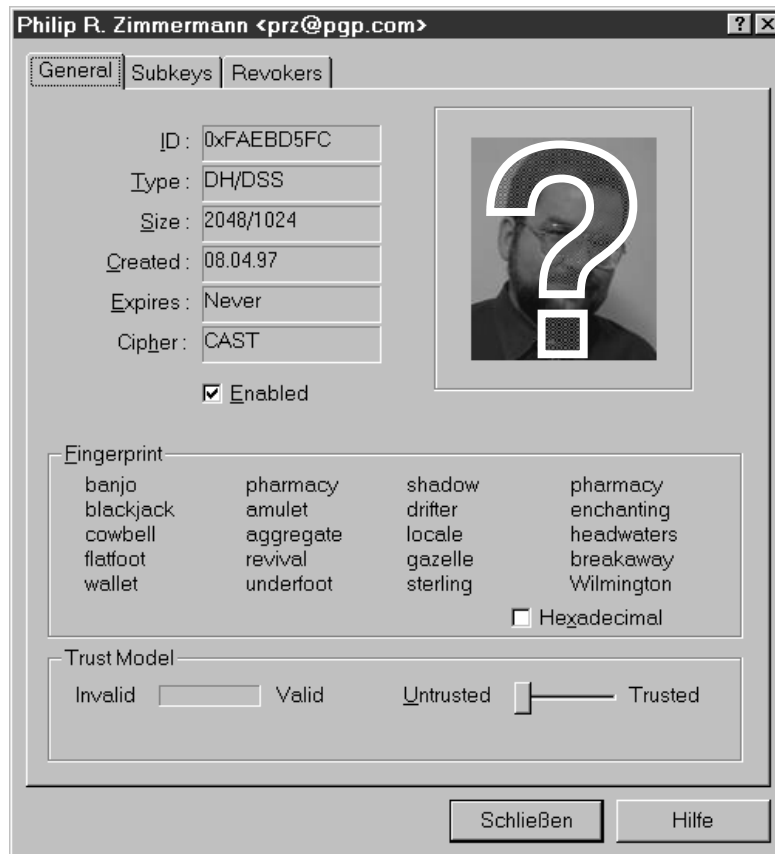 Philip R. Zimmermann <prz@pgp.com>
General Subkeys Revokers
ID : 0xFAEBD5FC
Type : DH/DSS
Size : 2048/1024
Created : 08.04.97
Expires : Never
Cipher : CAST
Enabled
?
Fingerprint
banjo pharmacy shadow pharmacy
blackjack amulet drifter enchanting
cowbell aggregate locale headwaters
flatfoot revival gazelle breakaway
wallet underfoot sterling Wilmington
Hexadecimal
Trust Model
Invalid Valid Untrusted Trusted
Schließen Hilfe